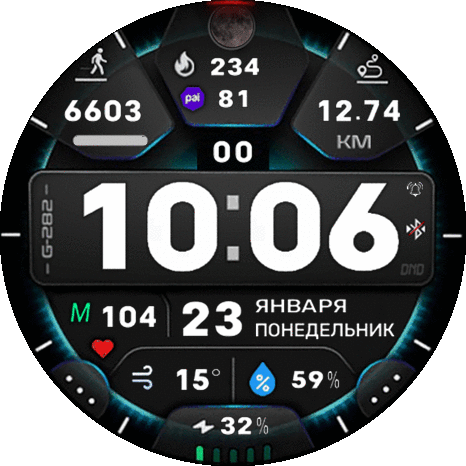 234
pai 81
6603
12.74
КМ
00
G-282
10:06
DND
M 104
23 ЯНВАРЯ
ПОНЕДЕЛЬНИК
15°
59%
32%